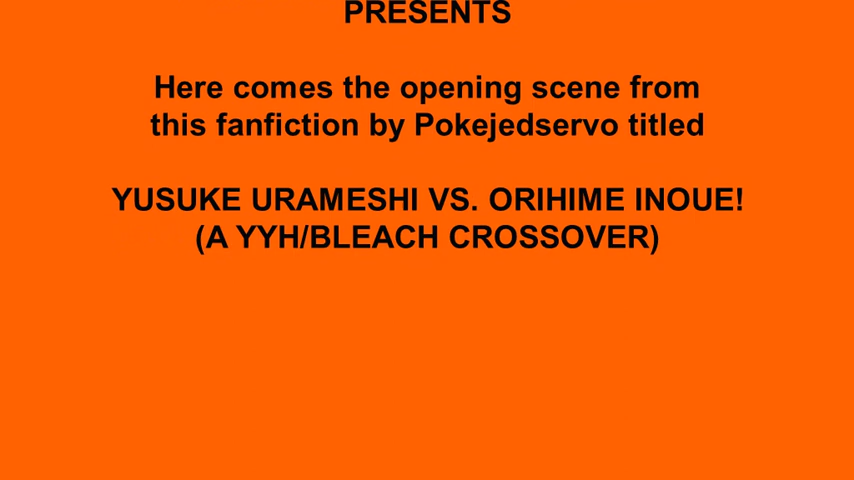 PRESENTS
Here comes the opening scene from
this fanfiction by Pokejedservo titled
YUSUKE URAMESHI VS. ORIHIME INOUE!
(A YYH/BLEACH CROSSOVER)